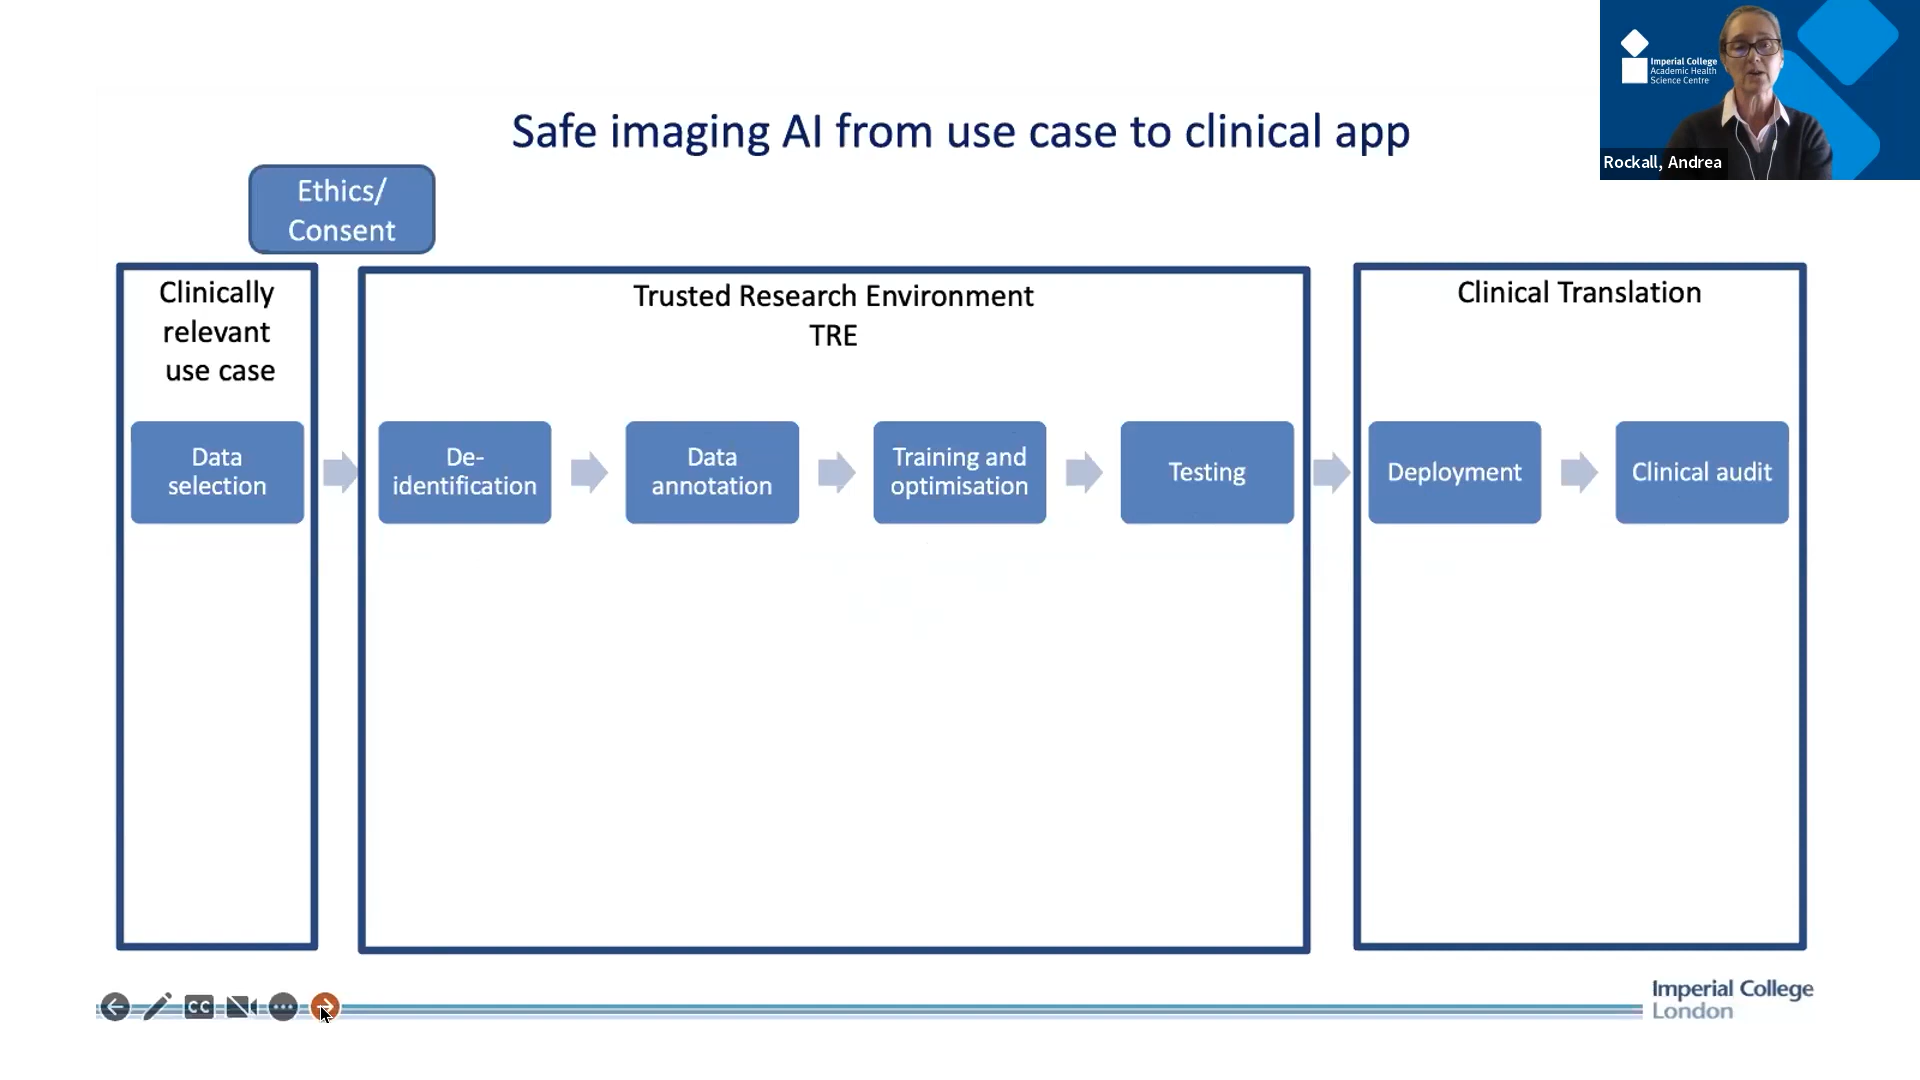 Imperial College
Academic Health
Science Centre
Rockall, Andrea
Safe imaging AI from use case to clinical app
Ethics/
Consent
Clinically
relevant
use case
Trusted Research Environment
TRE
Clinical Translation
Data
selection
De-
identification
Data
annotation
Training and
optimisation
Testing
Deployment
Clinical audit
CC
Imperial College
London